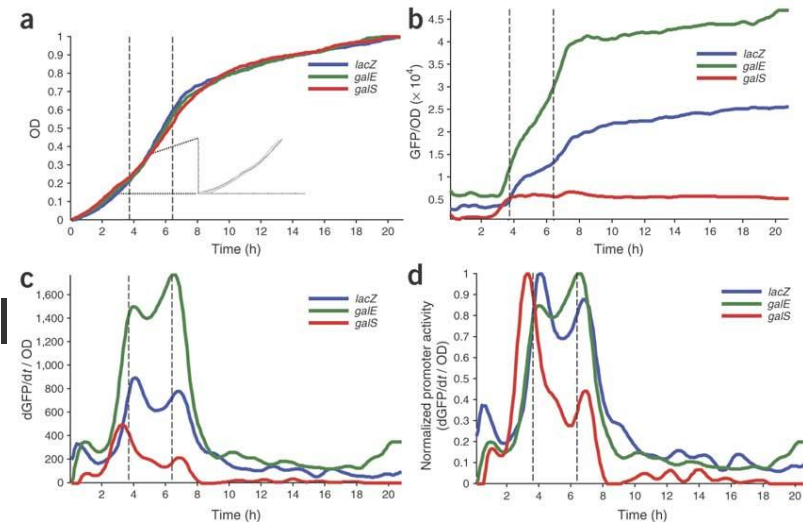 a
1
0.9
0.8
0.7
0.6
0.5
0.4
0.3
0.2
0.1
0
OD
lacZ
galE
galS
0 2 4 6 8 10 12 14 16 18 20
Time (h)
b
4.5
4
3.5
3
2.5
2
1.5
1
0.5
GFP/OD (× 10⁴)
lacZ
galE
galS
2 4 6 8 10 12 14 16 18 20
Time (h)
c
1,600
1,400
1,200
1,000
800
600
400
200
0
dGFP/dt / OD
lacZ
galE
galS
0 2 4 6 8 10 12 14 16 18 20
Time (h)
d
1
0.9
0.8
0.7
0.6
0.5
0.4
0.3
0.2
0.1
0
Normalized promoter activity
(dGFP/dt / OD)
lacZ
galE
galS
2 4 6 8 10 12 14 16 18 20
Time (h)